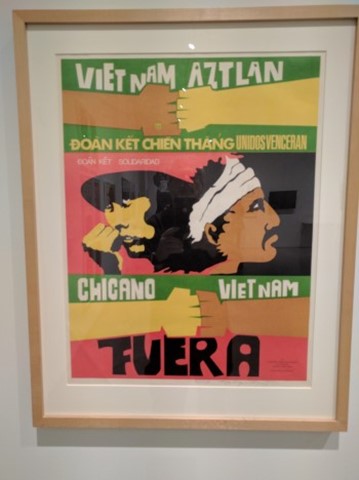 VIET NAM AZTLAN
ĐOÀN KẾT CHIẾN THẮNG UNIDOS VENCERAN
ĐOÀN KẾT SOLIDARIDAD
CHICANO VIET NAM
FUERA